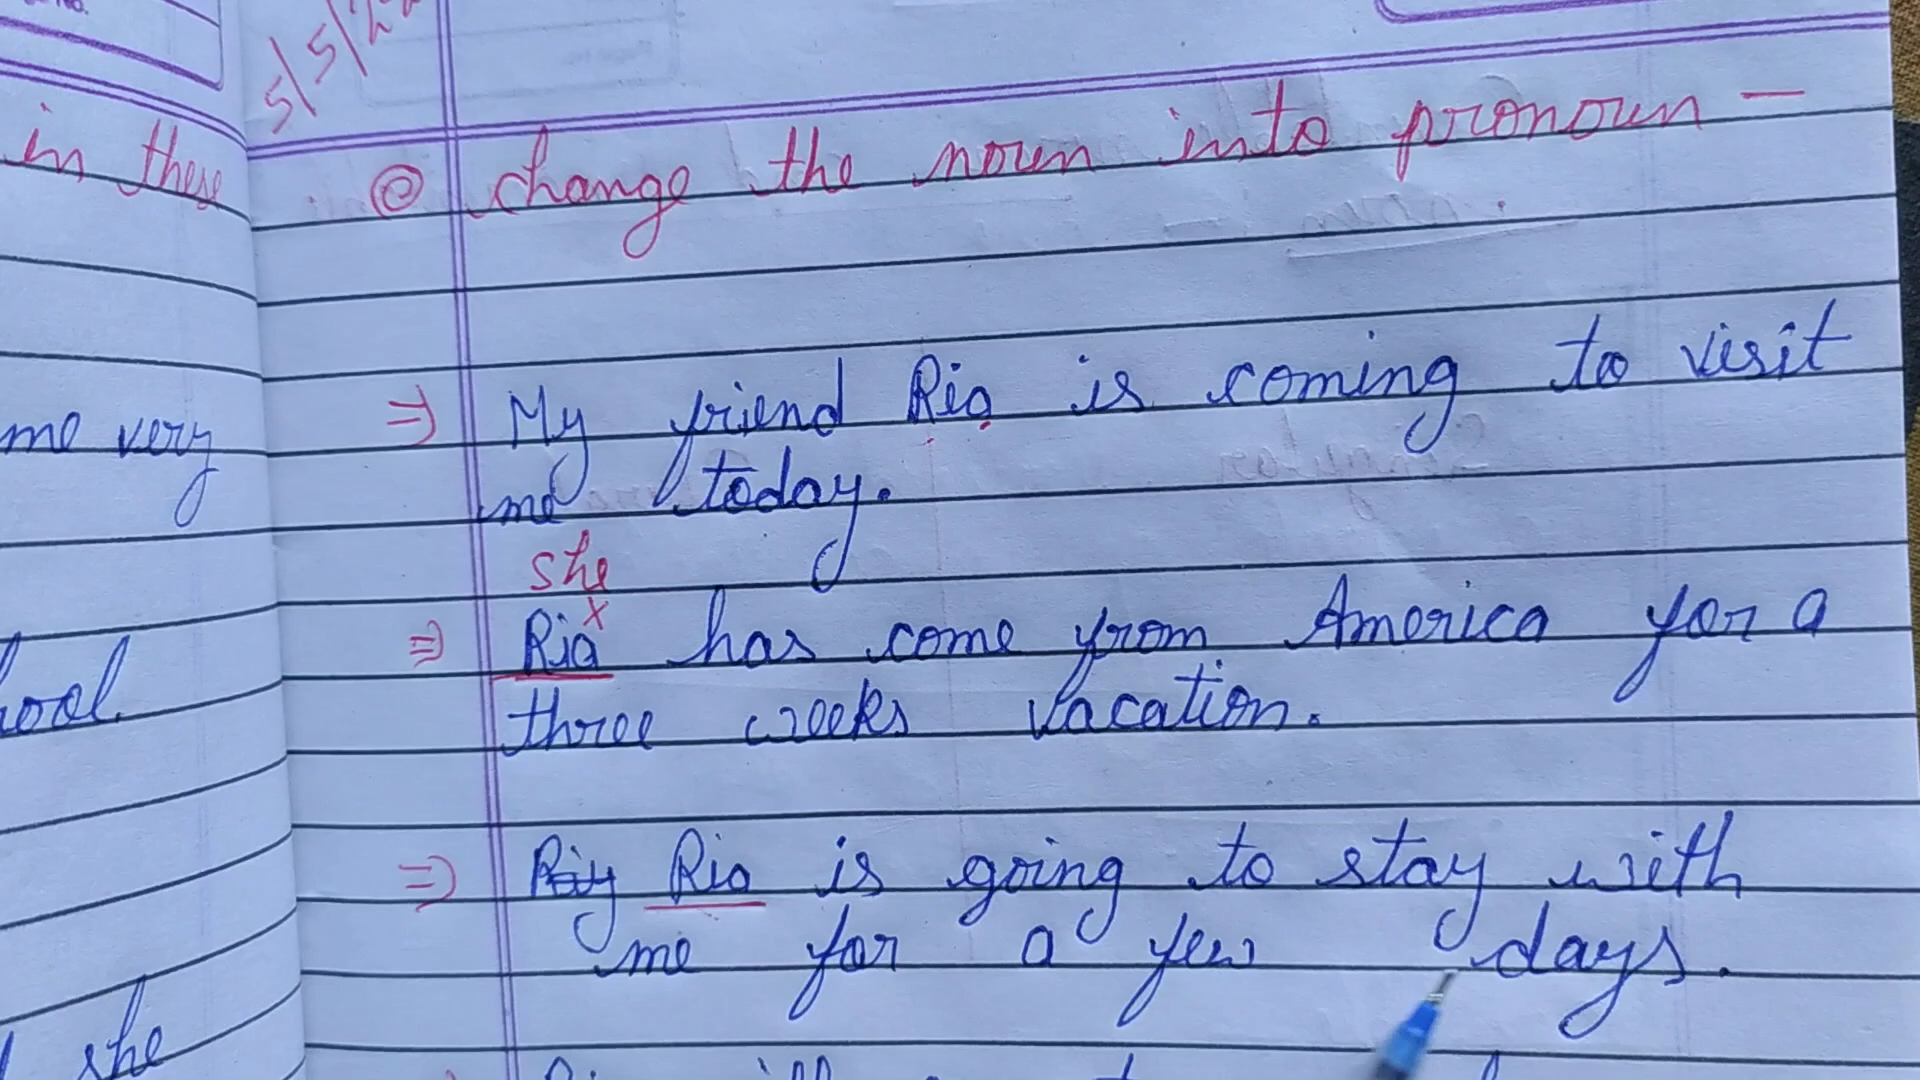 in these
me very
she
5/5/22
@ change the noun into pronoun -
=> My friend Ria is coming to visit
me today.
she
x
=> Ria has come from America for a
three weeks vacation.
=> Riy Ria is going to stay with
me for a few days.